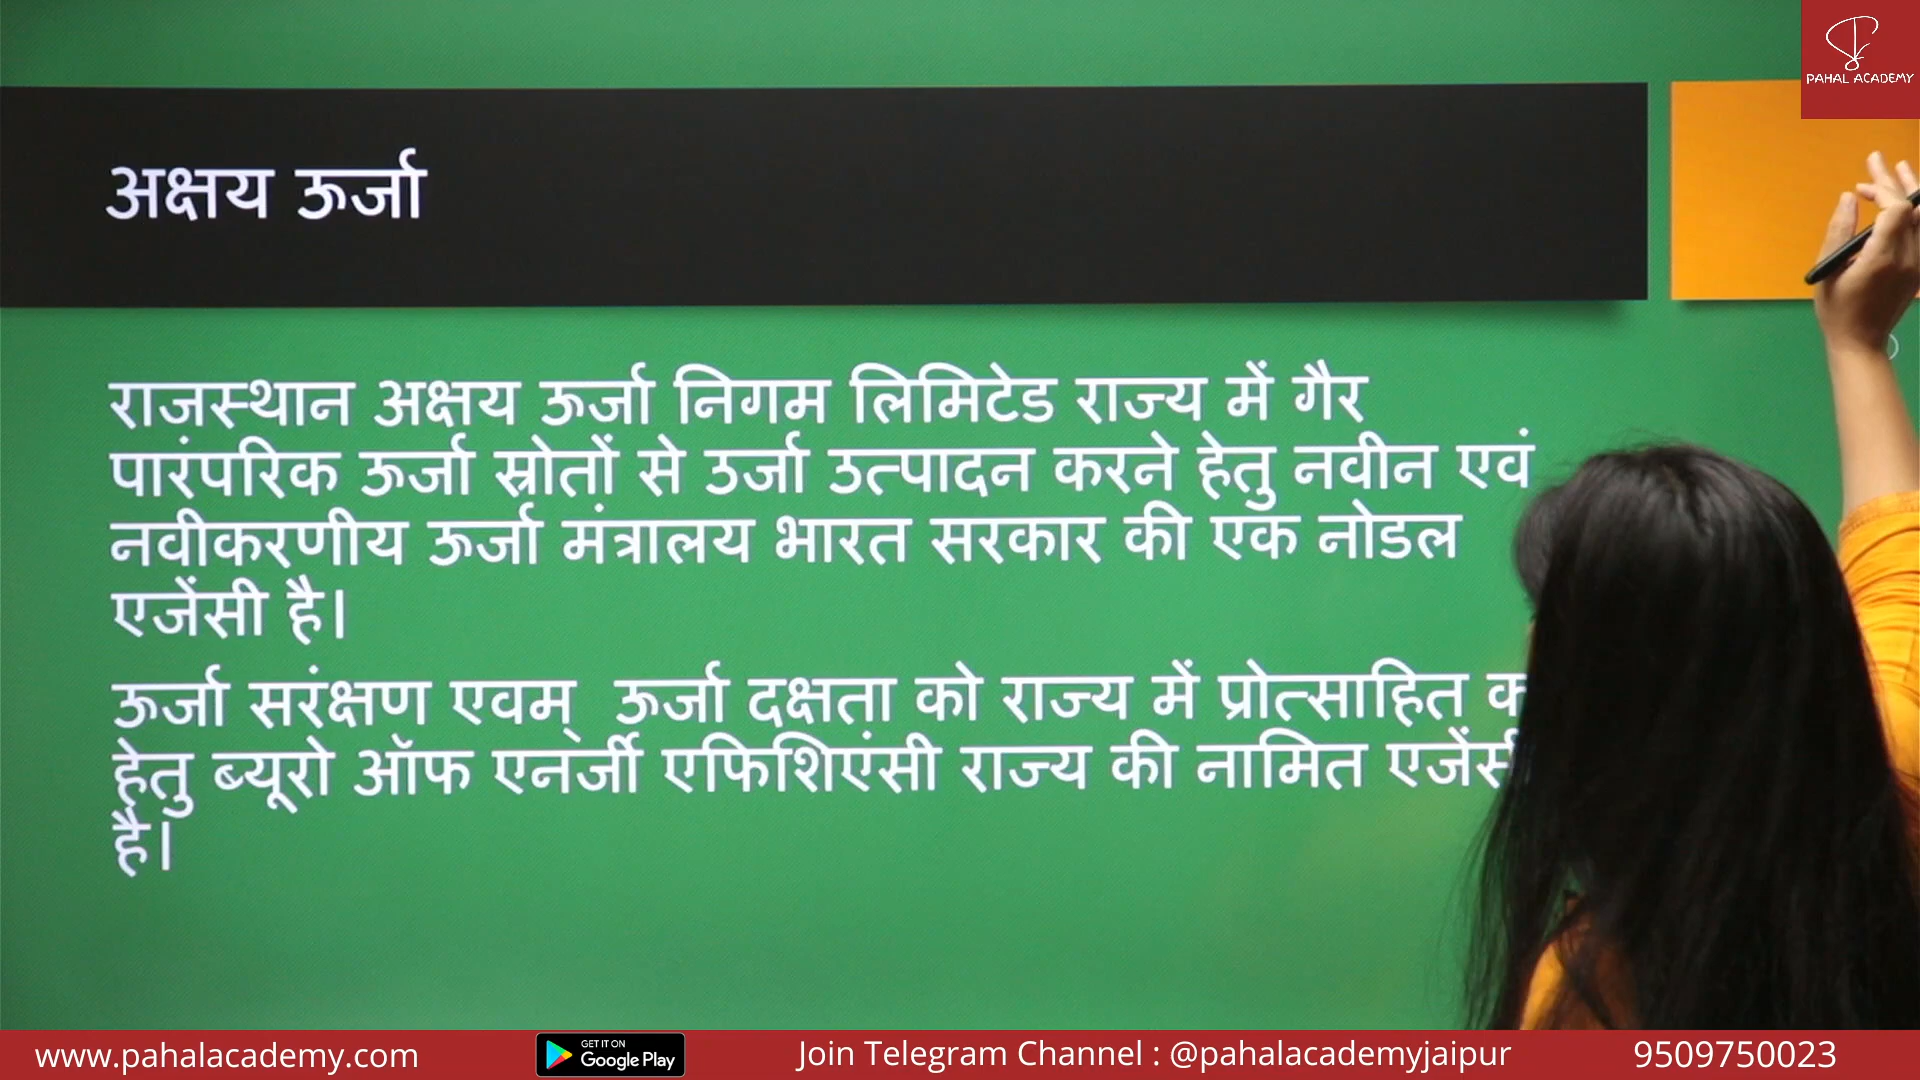 PAHAL ACADEMY
अक्षय ऊर्जा
राजस्थान अक्षय ऊर्जा निगम लिमिटेड राज्य में गैर
पारंपरिक ऊर्जा स्रोतों से उर्जा उत्पादन करने हेतु नवीन एवं
नवीकरणीय ऊर्जा मंत्रालय भारत सरकार की एक नोडल
एजेंसी है।
ऊर्जा सरंक्षण एवम् ऊर्जा दक्षता को राज्य में प्रोत्साहित
हेतु ब्यूरो ऑफ एनर्जी एफिशिएंसी राज्य की नामित एजेंसी
है।
www.pahalacademy.com
GET IT ON
Google Play
Join Telegram Channel : @pahalacademyjaipur
9509750023